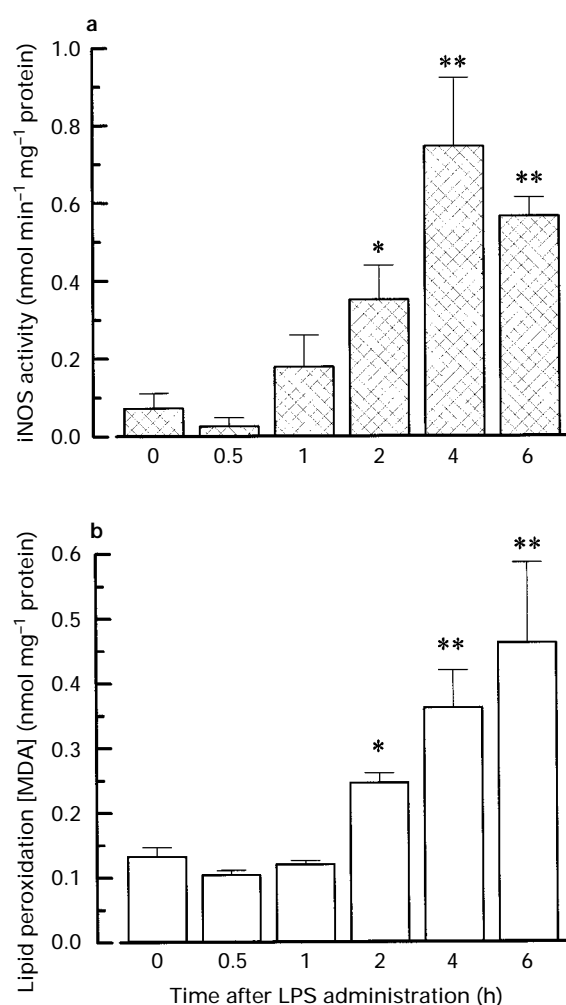 a
iNOS activity (nmol min⁻¹ mg⁻¹ protein)
1.0
0.8
0.6
0.4
0.2
0.0
*
**
**
0 0.5 1 2 4 6
b
Lipid peroxidation [MDA] (nmol mg⁻¹ protein)
0.6
0.5
0.4
0.3
0.2
0.1
0.0
*
**
**
0 0.5 1 2 4 6
Time after LPS administration (h)